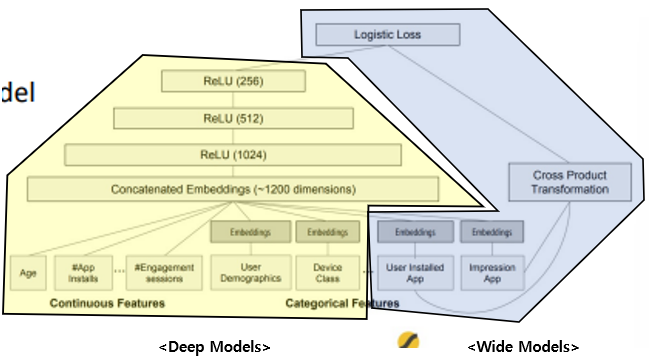 Logistic Loss
ReLU (256)
del
ReLU (512)
ReLU (1024)
Cross Product
Transformation
Concatenated Embeddings (~1200 dimensions)
Embeddings
Embeddings
Embeddings
Embeddings
Age
#App
Installs
...
#Engagement
sessions
User
Demographics
Device
Class
...
User Installed
App
Impression
App
Continuous Features
Categorical Features
<Deep Models>
<Wide Models>